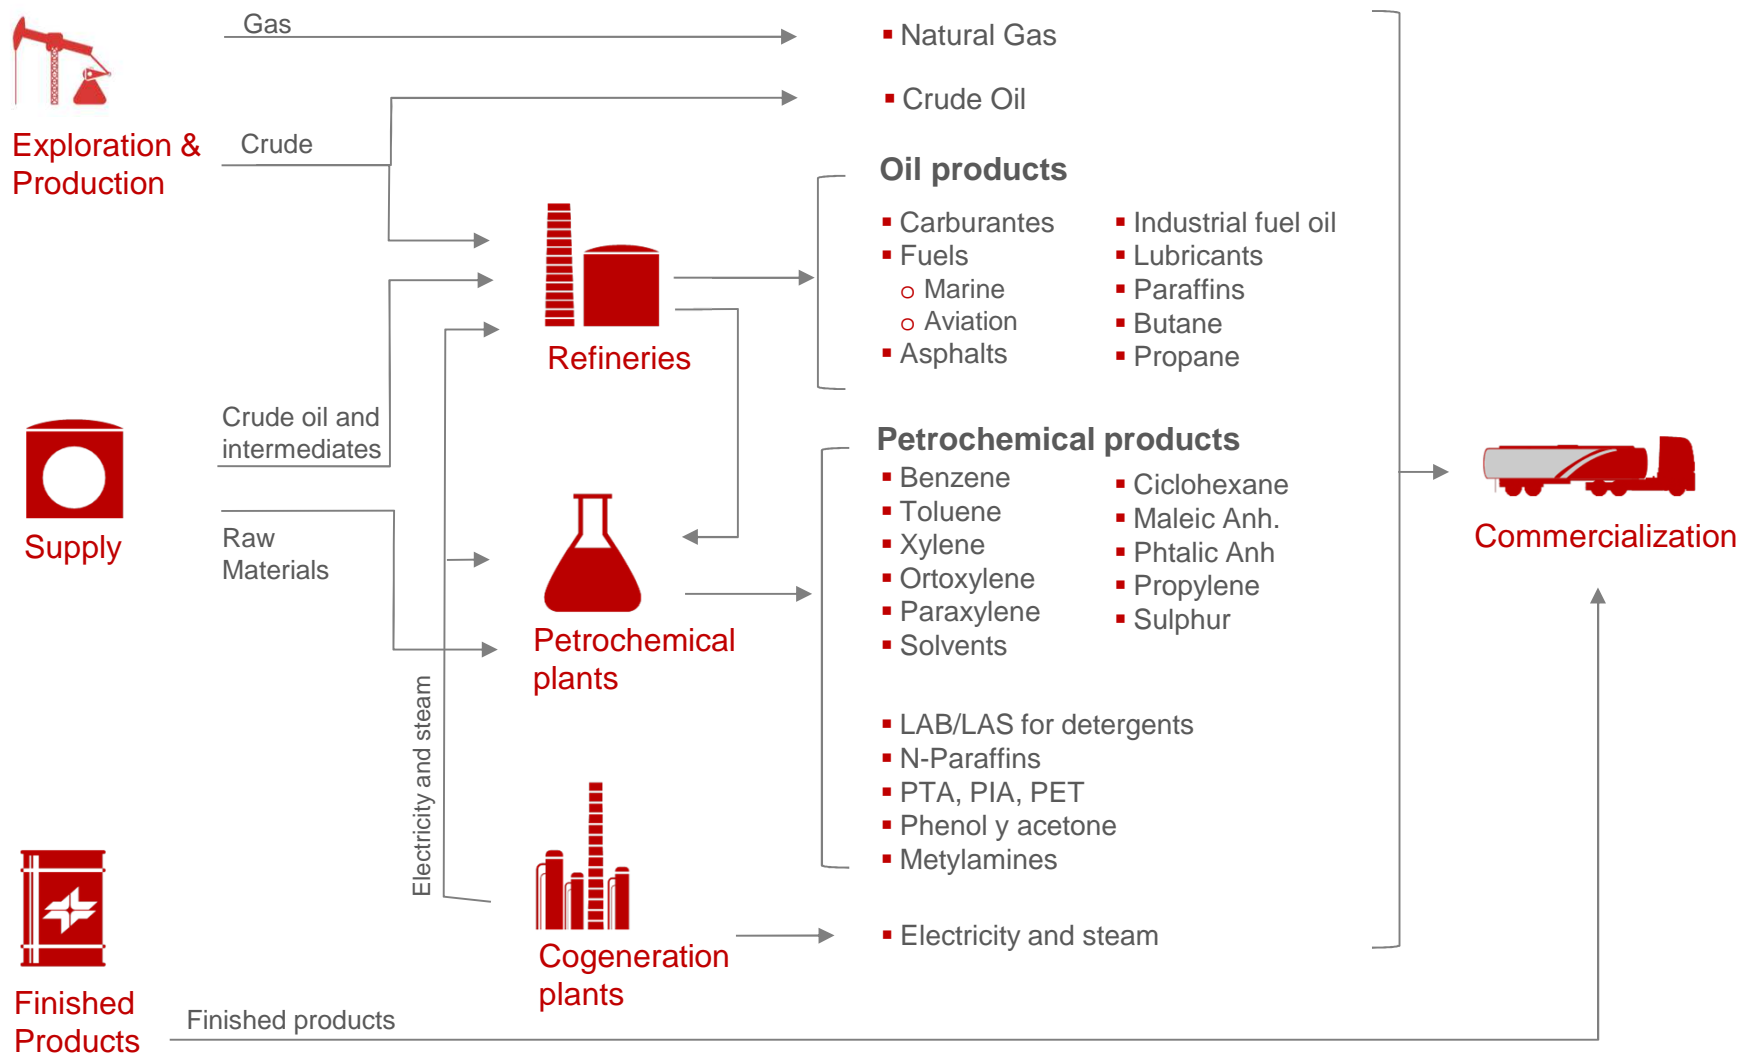 Gas
Natural Gas
Crude Oil
Exploration &
Production
Crude
Oil products
Carburantes
Fuels
Marine
Aviation
Asphalts
Industrial fuel oil
Lubricants
Paraffins
Butane
Propane
Refineries
Crude oil and
intermediates
Supply
Raw
Materials
Petrochemical products
Benzene
Toluene
Xylene
Ortoxylene
Paraxylene
Solvents
Ciclohexane
Maleic Anh.
Phtalic Anh
Propylene
Sulphur
LAB/LAS for detergents
N-Paraffins
PTA, PIA, PET
Phenol y acetone
Metylamines
Petrochemical
plants
Commercialization
Electricity and steam
Cogeneration
plants
Electricity and steam
Finished
Products
Finished products